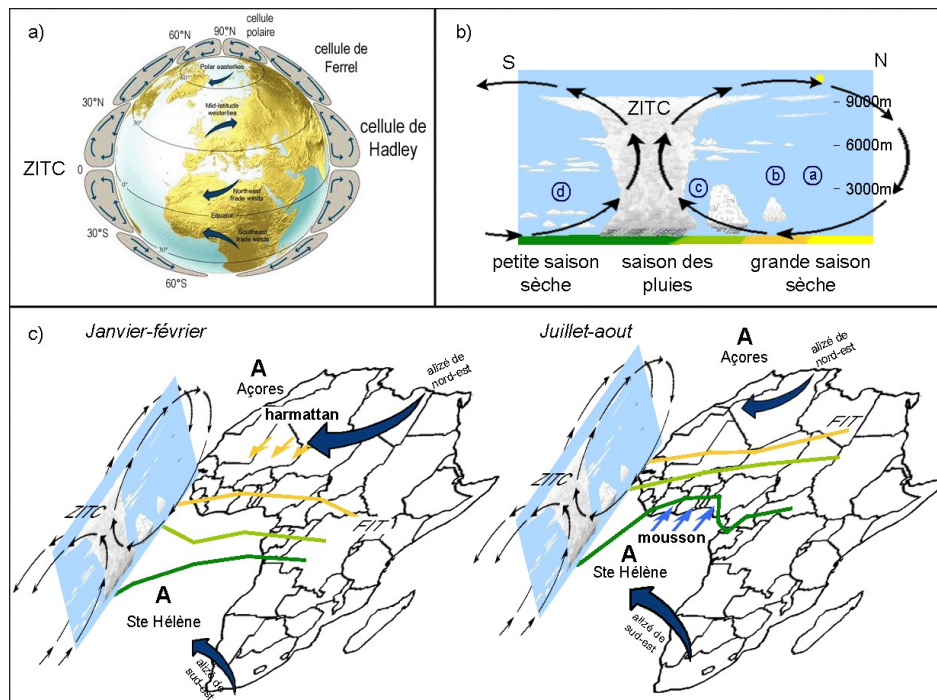 a)
cellule
polaire
60°N
90°N
cellule de
Ferrel
30°N
cellule de
Hadley
ZITC
0
30°S
60°S
Polar easterlies
Mid-latitude
westerlies
Northeast
trade winds
Equator
Southeast
trade winds
b)
S
N
ZITC
9000m
6000m
3000m
d
c
b
a
petite saison
sèche
saison des
pluies
grande saison
sèche
c)
Janvier-février
A
Açores
alizé de
nord-est
harmattan
ZITC
FIT
A
Ste Hélène
alizé de
sud-est
Juillet-aout
A
Açores
alizé de
nord-est
FIT
ZITC
mousson
A
Ste Hélène
alizé de
sud-est